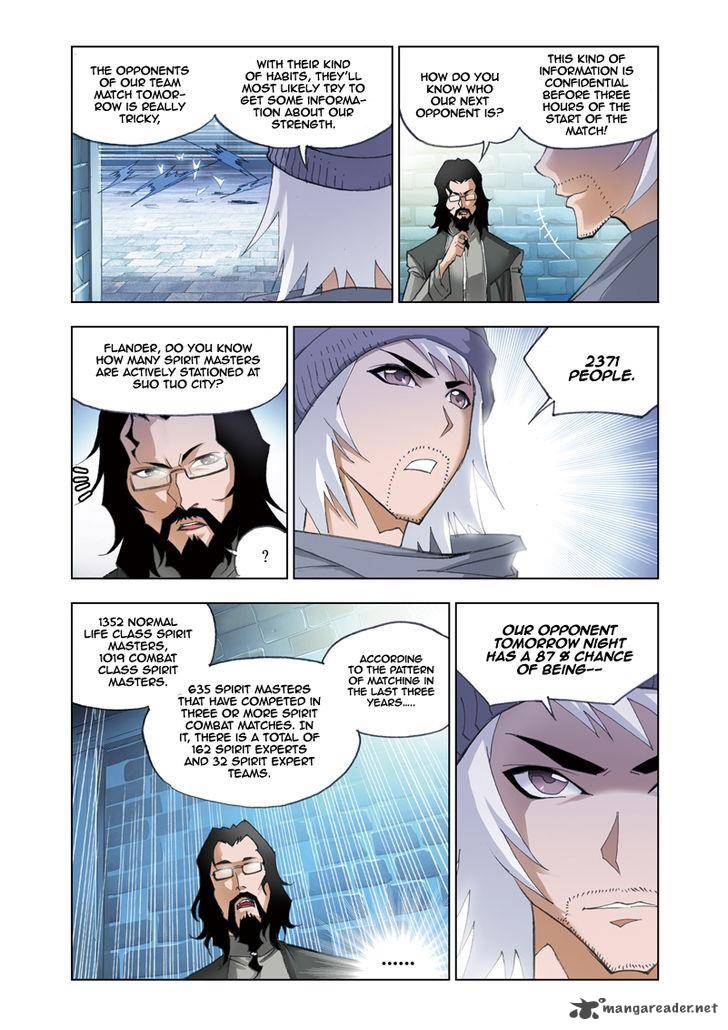 THE OPPONENTS
OF OUR TEAM
MATCH TOMOR-
ROW IS REALLY
TRICKY,
WITH THEIR KIND
OF HABITS, THEY'LL
MOST LIKELY TRY TO
GET SOME INFORMA-
TION ABOUT OUR
STRENGTH.
HOW DO YOU
KNOW WHO
OUR NEXT
OPPONENT IS?
THIS KIND OF
INFORMATION IS
CONFIDENTIAL
BEFORE THREE
HOURS OF THE
START OF THE
MATCH!
FLANDER, DO YOU KNOW
HOW MANY SPIRIT MASTERS
ARE ACTIVELY STATIONED AT
SUO TUO CITY?
?
2371
PEOPLE.
1352 NORMAL
LIFE CLASS SPIRIT
MASTERS,
1019 COMBAT
CLASS SPIRIT
MASTERS.
635 SPIRIT MASTERS
THAT HAVE COMPETED IN
THREE OR MORE SPIRIT
COMBAT MATCHES. IN
IT, THERE IS A TOTAL OF
162 SPIRIT EXPERTS
AND 32 SPIRIT EXPERT
TEAMS.
ACCORDING
TO THE PATTERN
OF MATCHING IN
THE LAST THREE
YEARS.....
......
OUR OPPONENT
TOMORROW NIGHT
HAS A 87 % CHANCE
OF BEING--
mangareader.net